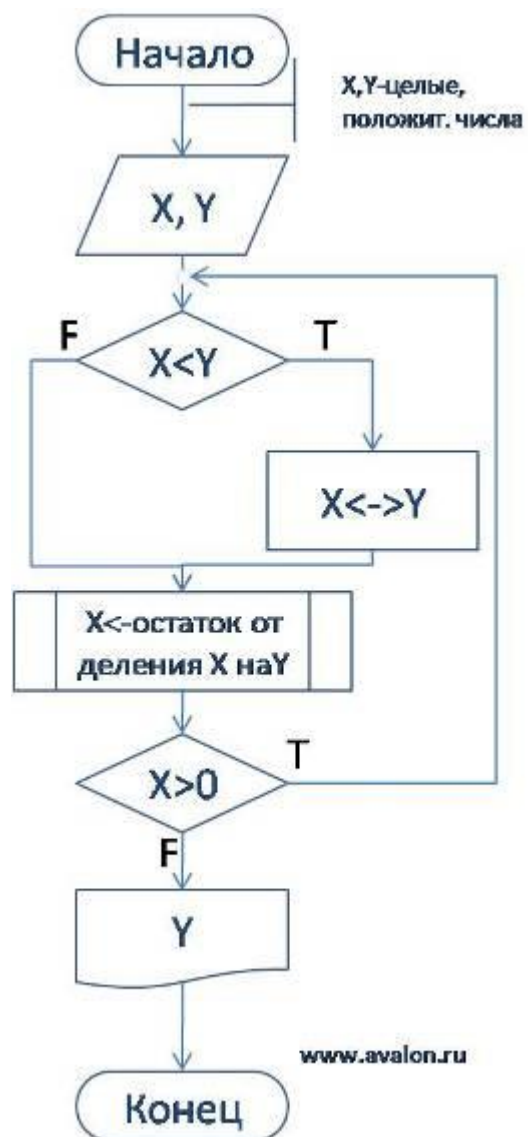 Начало
X,Y-целые,
положит. числа
X, Y
F
X<Y
T
X<->Y
X<-остаток от
деления X наY
X>0
T
F
Y
www.avalon.ru
Конец